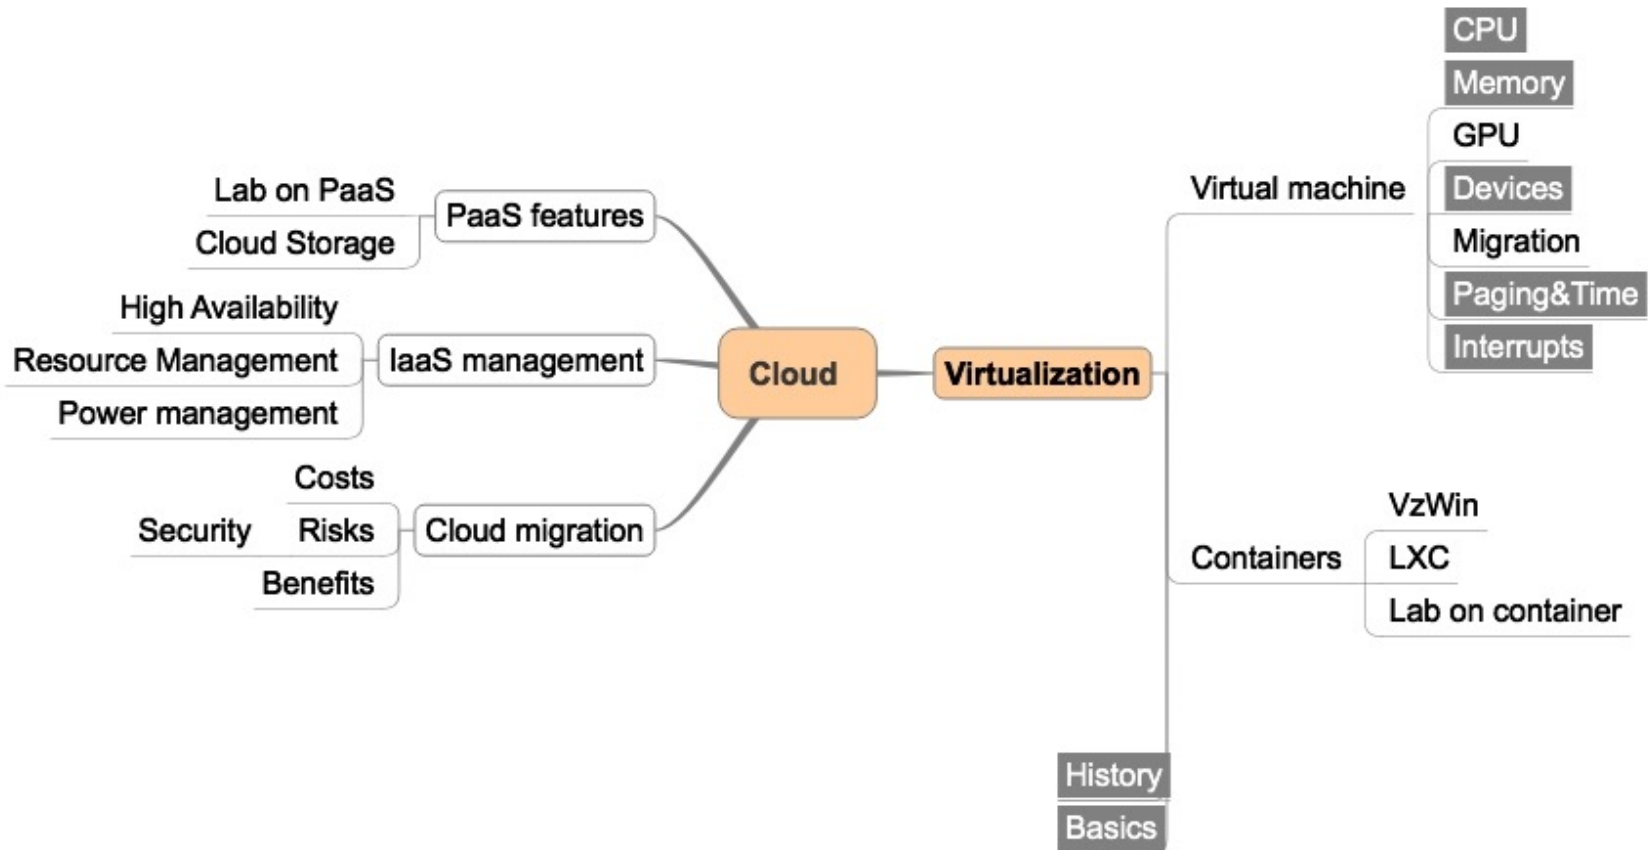 CPU
Memory
GPU
Virtual machine
Devices
Migration
Paging&Time
Interrupts
Lab on PaaS
PaaS features
Cloud Storage
High Availability
Resource Management
IaaS management
Power management
Cloud
Virtualization
Costs
Security
Risks
Cloud migration
Benefits
VzWin
Containers
LXC
Lab on container
History
Basics